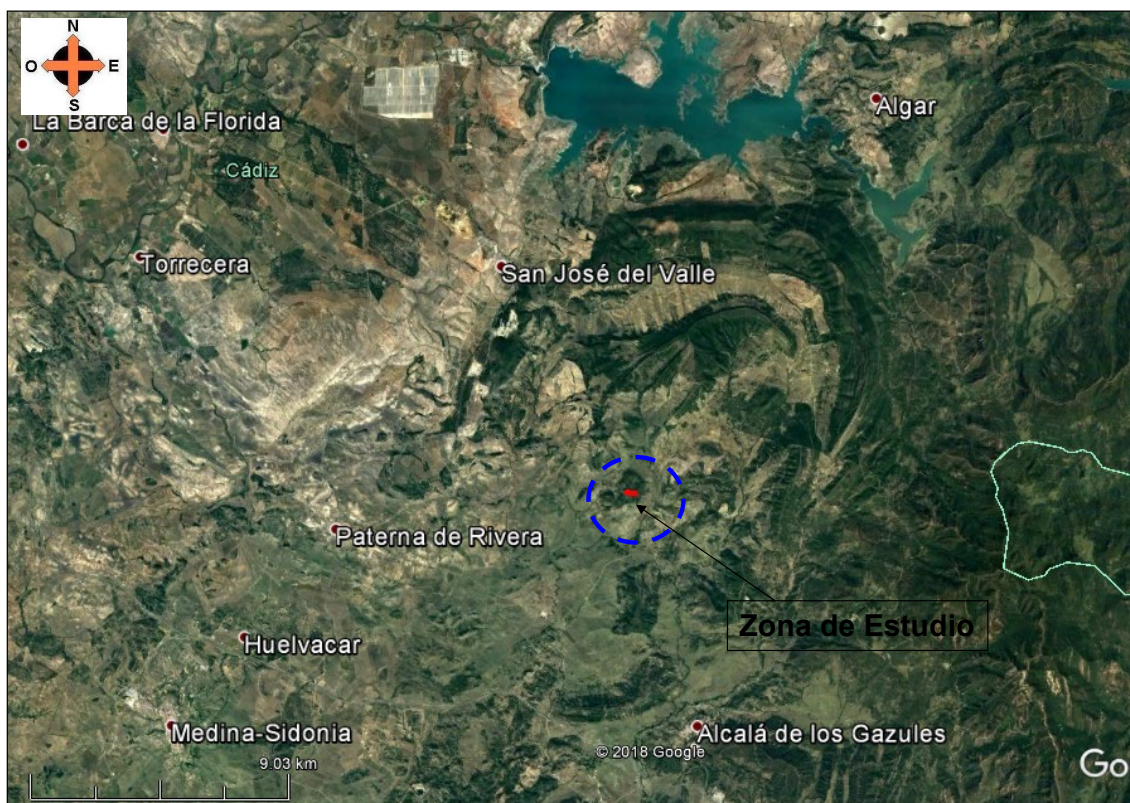 N
O E
S
La Barca de la Florida
Algar
Cádiz
Torrecera
San José del Valle
Paterna de Rivera
Zona de Estudio
Huelvacar
Medina-Sidonia
Alcalá de los Gazules
© 2018 Google
9.03 km
Go